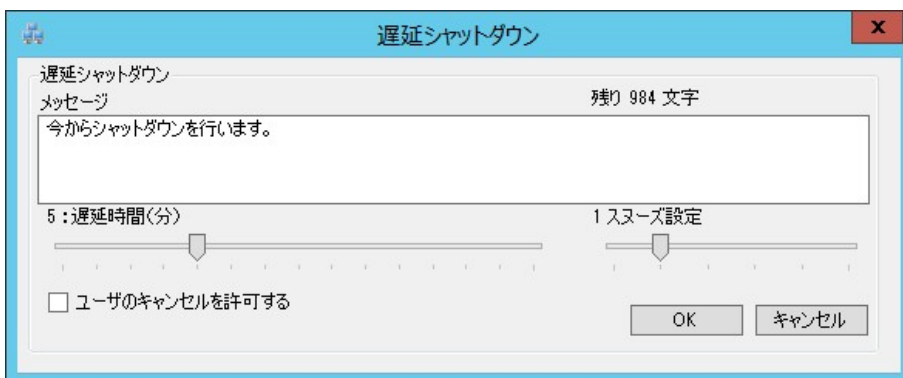 遅延シャットダウン
X
遅延シャットダウン
メッセージ
残り 984 文字
今からシャットダウンを行います。
5 : 遅延時間(分)
1 スヌーズ設定
ユーザのキャンセルを許可する
OK
キャンセル